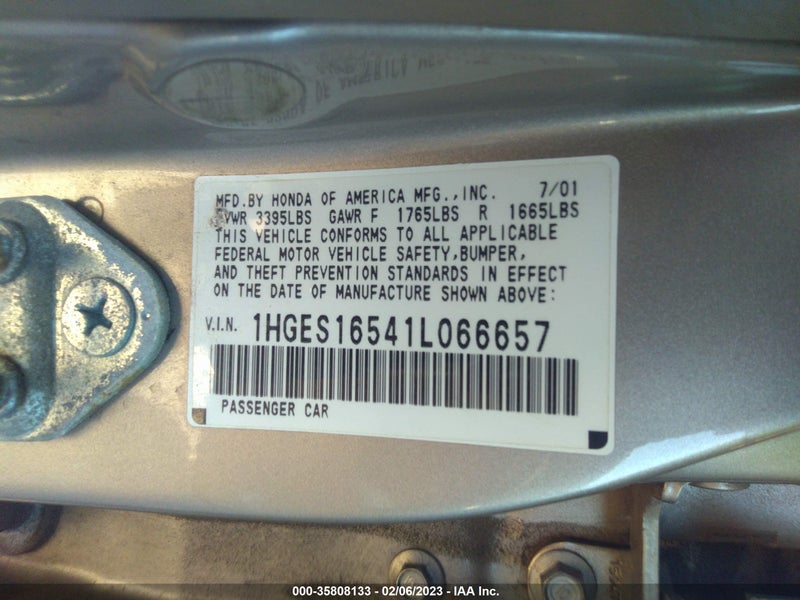 MFD.BY HONDA OF AMERICA MFG.,INC. 7/01
GVWR 3395LBS GAWR F 1765LBS R 1665LBS
THIS VEHICLE CONFORMS TO ALL APPLICABLE
FEDERAL MOTOR VEHICLE SAFETY,BUMPER,
AND THEFT PREVENTION STANDARDS IN EFFECT
ON THE DATE OF MANUFACTURE SHOWN ABOVE:
V.I.N. 1HGES16541L066657
PASSENGER CAR
000-35808133 - 02/06/2023 - IAA Inc.